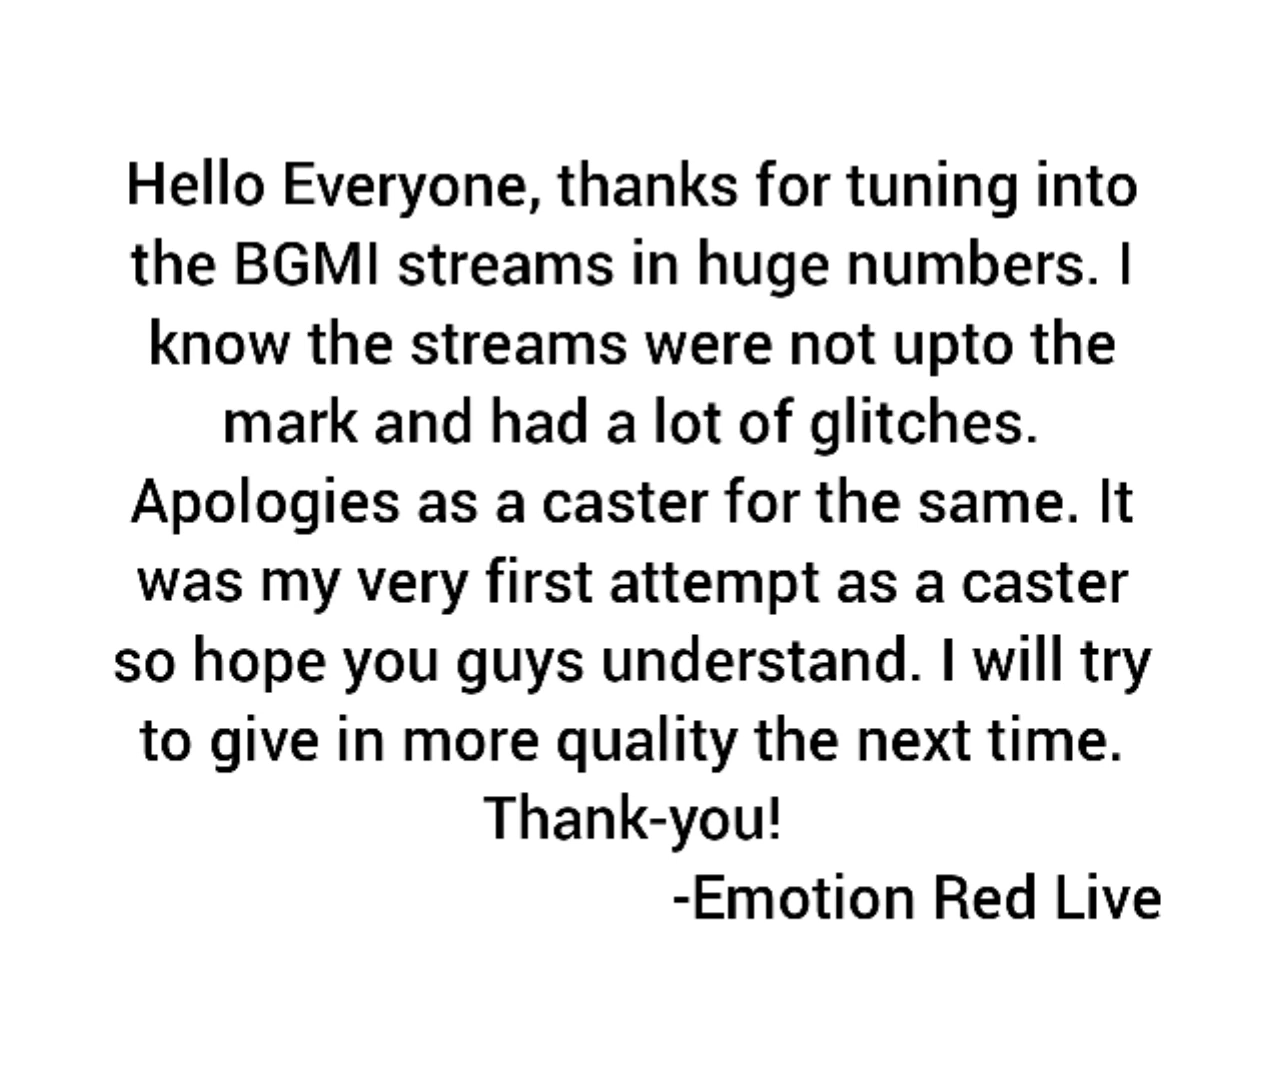 Hello Everyone, thanks for tuning into
the BGMI streams in huge numbers. I
know the streams were not upto the
mark and had a lot of glitches.
Apologies as a caster for the same. It
was my very first attempt as a caster
so hope you guys understand. I will try
to give in more quality the next time.
Thank-you!
-Emotion Red Live